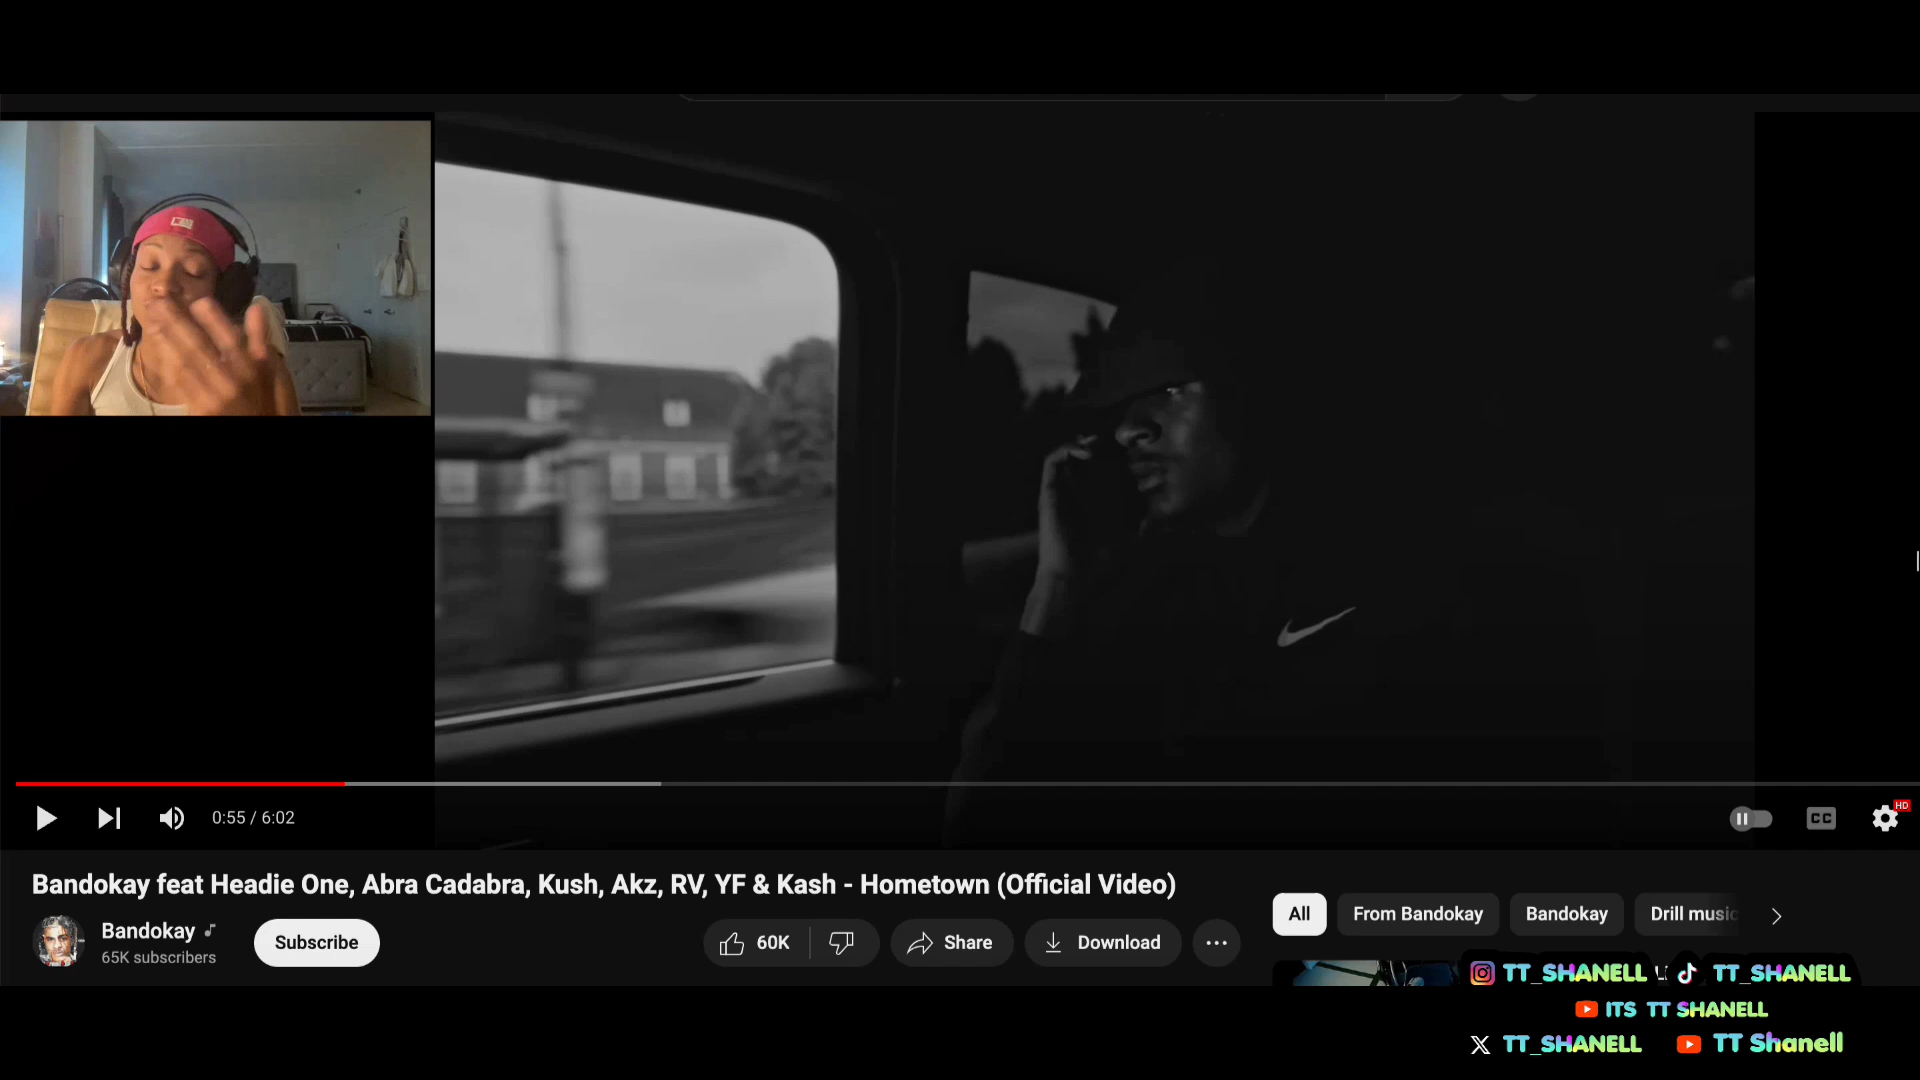 0:55 / 6:02
CC
HD
Bandokay feat Headie One, Abra Cadabra, Kush, Akz, RV, YF & Kash - Hometown (Official Video)
Bandokay
65K subscribers
Subscribe
60K
Share
Download
All
From Bandokay
Bandokay
Drill music
TT_SHANELL
TT_SHANELL
ITS TT SHANELL
TT_SHANELL
TT Shanell